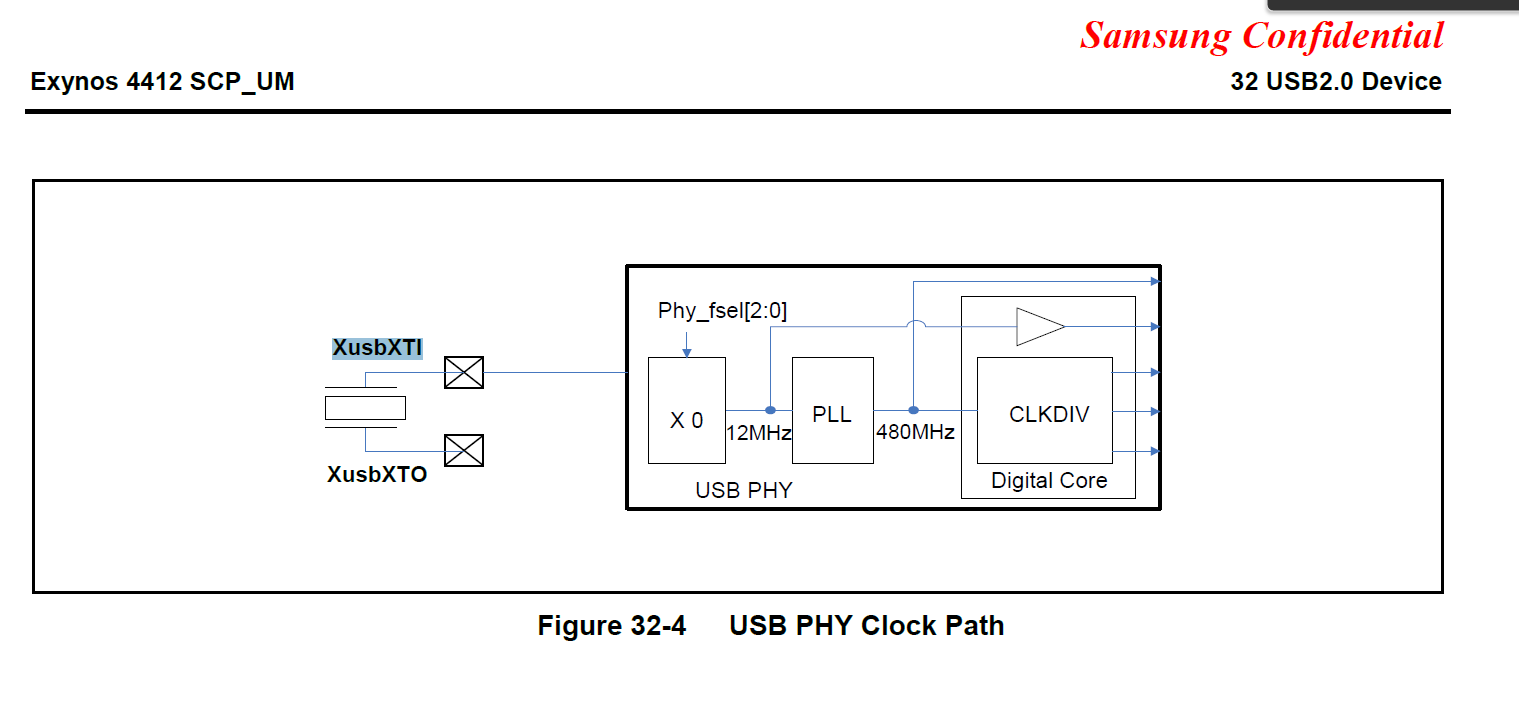 Samsung Confidential
Exynos 4412 SCP_UM
32 USB2.0 Device
Phy_fsel[2:0]
XusbXTI
X 0
12MHz
PLL
480MHz
CLKDIV
XusbXTO
USB PHY
Digital Core
Figure 32-4 USB PHY Clock Path